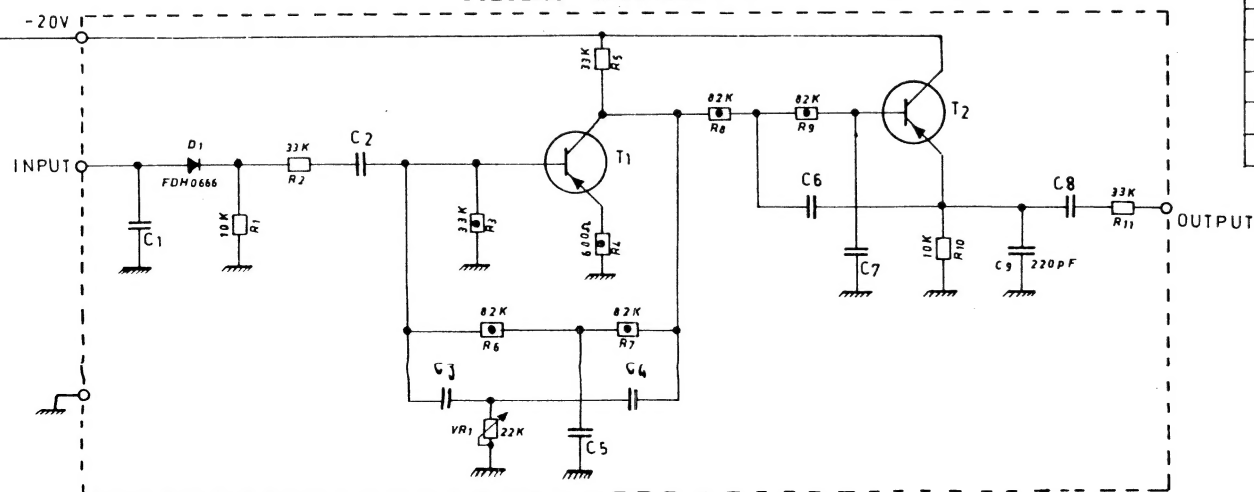 -20V
33K
R5
82K
R8
82K
R9
T2
INPUT
D1
FDH0666
33K
R2
C2
T1
C1
10K
R1
33K
R3
600Ω
R4
C6
C7
C8
33K
R11
OUTPUT
10K
R10
C9
220pF
82K
R6
82K
R7
C3
C4
VR1
22K
C5